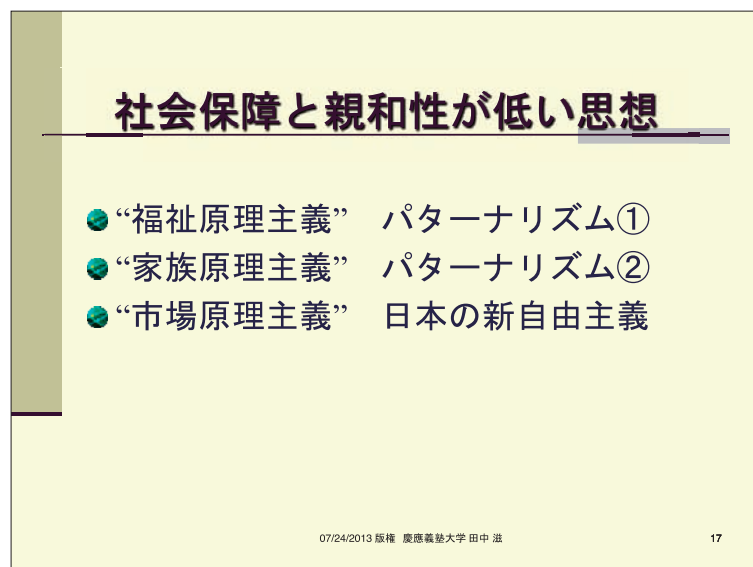 社会保障と親和性が低い思想
“福祉原理主義”　パターナリズム①
“家族原理主義”　パターナリズム②
“市場原理主義”　日本の新自由主義
07/24/2013 版権 慶應義塾大学 田中 滋
17